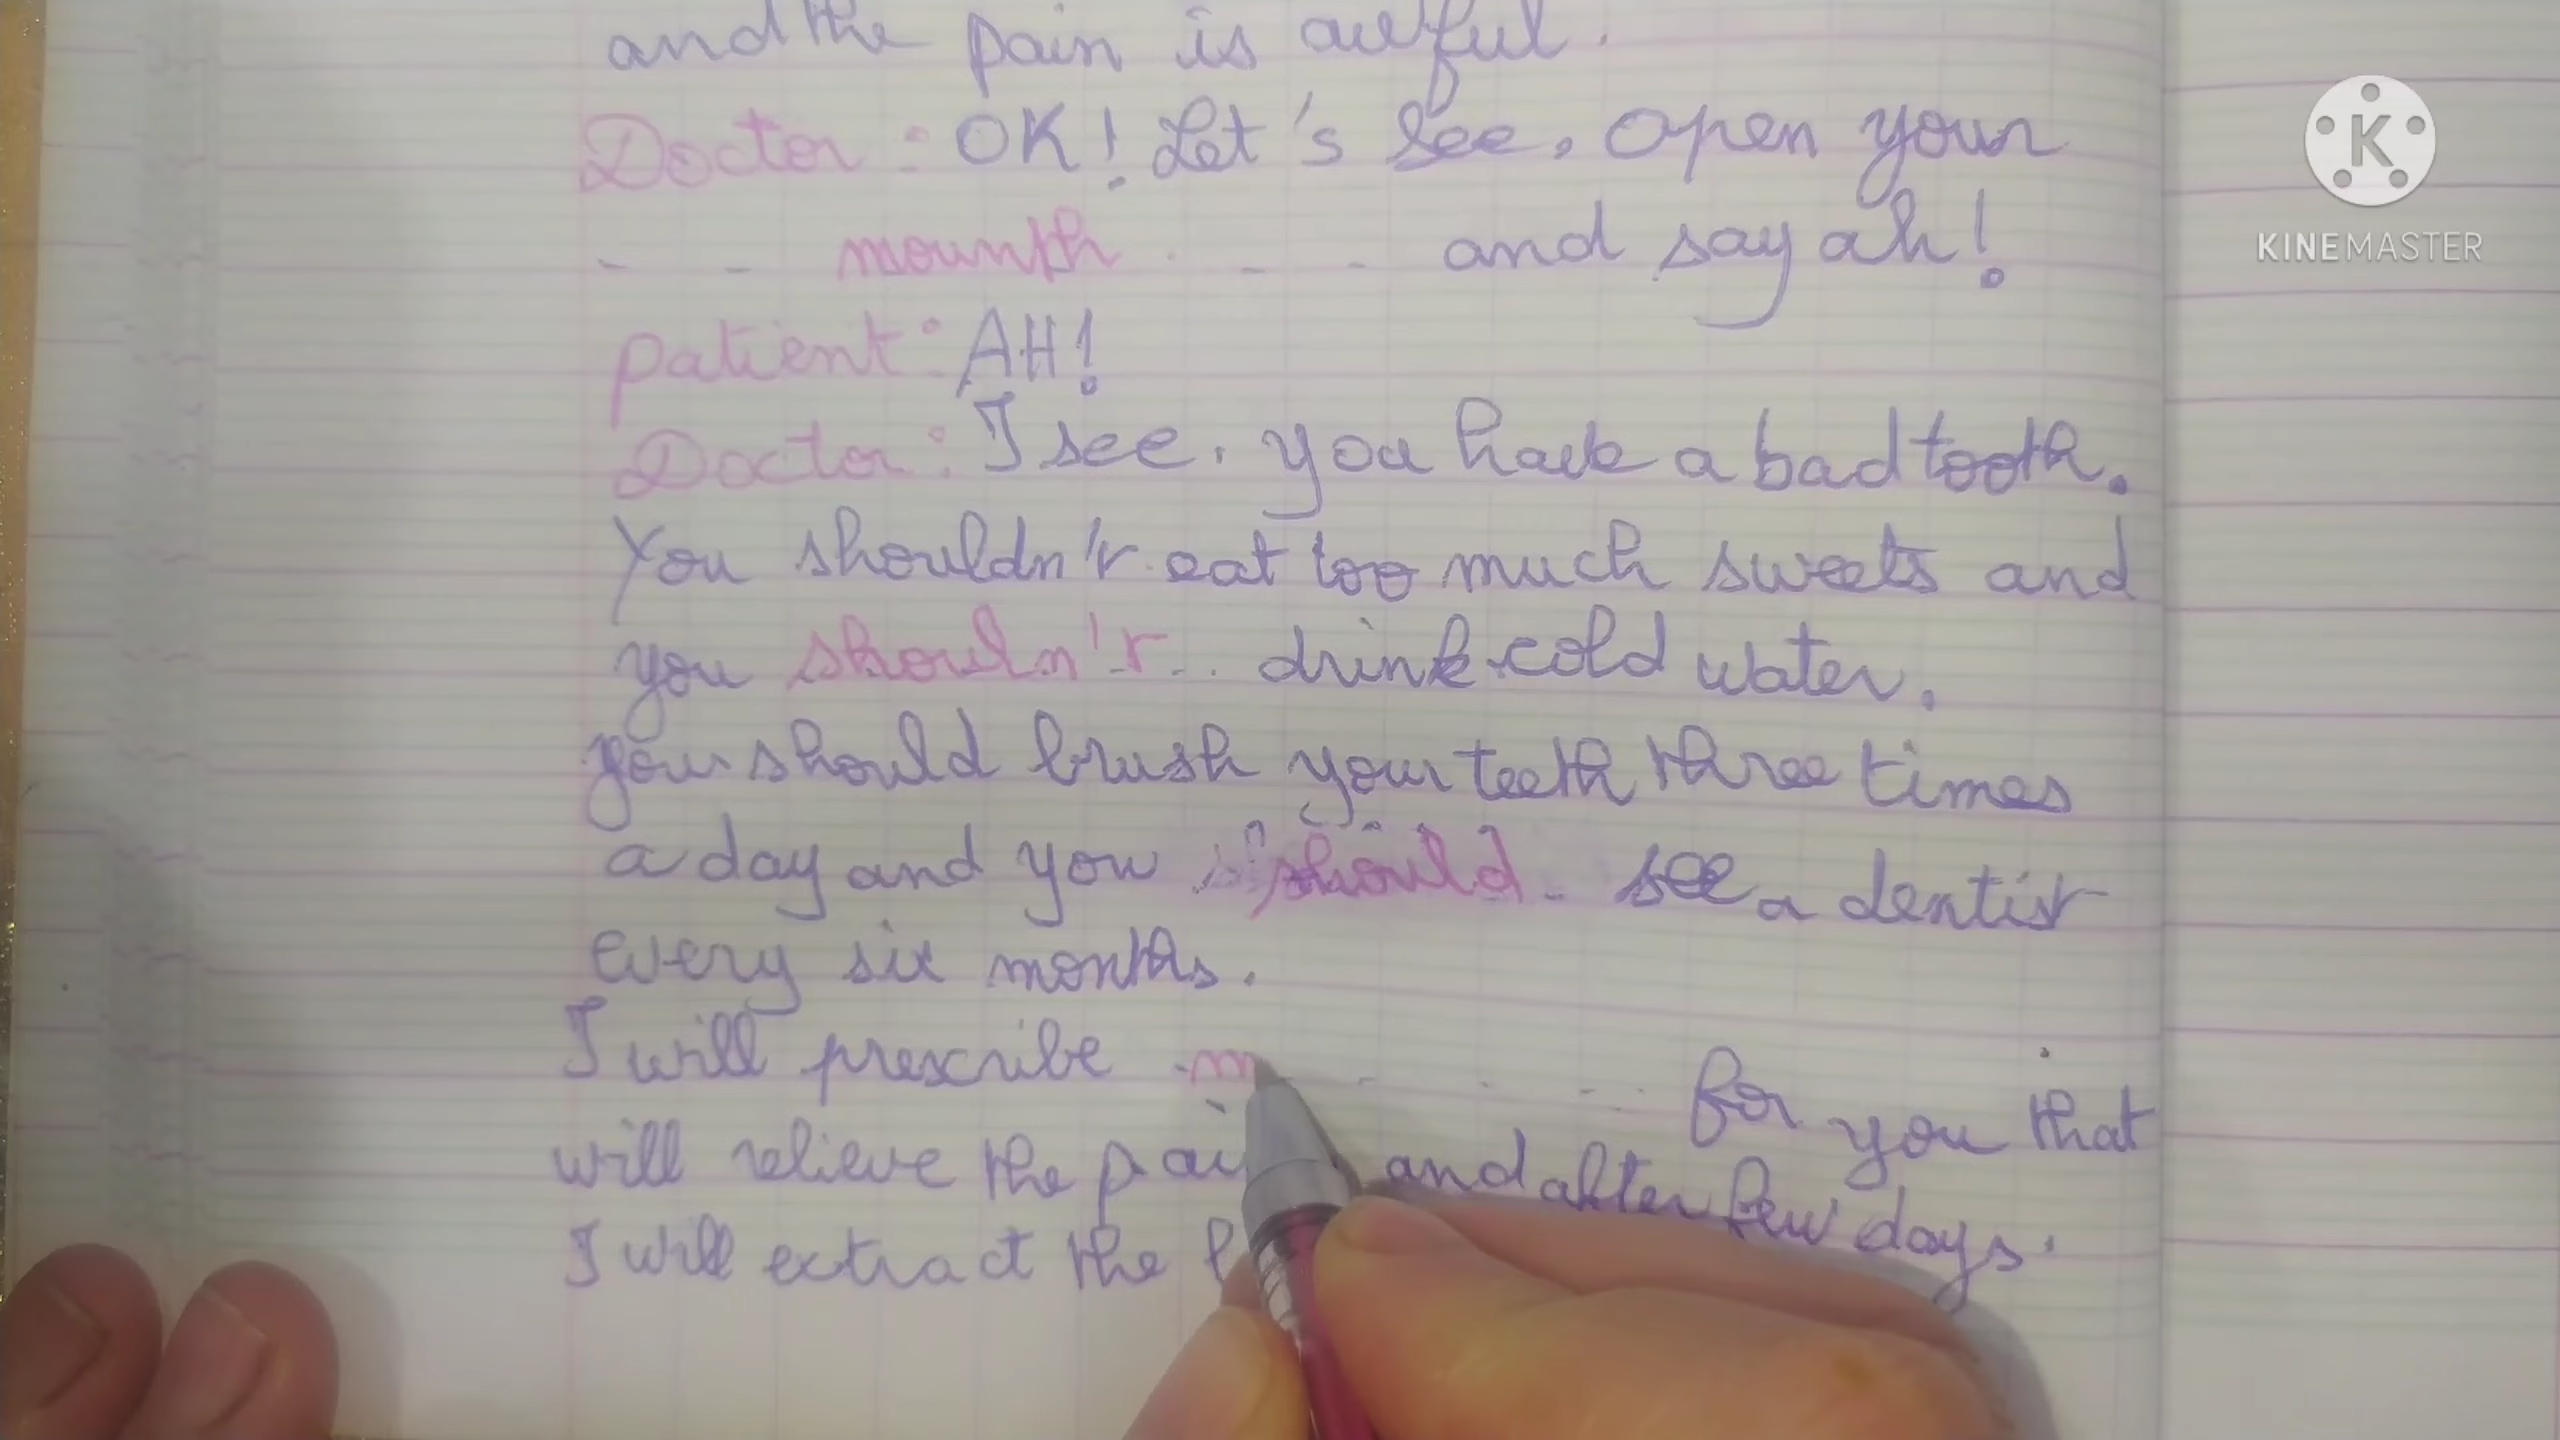 and the pain is awful.
Doctor: OK! Let's see. Open your
mounth and say ah!
patient: AH!
Doctor: I see. you have a bad tooth.
You shouldn't eat too much sweets and
you shouln't drink cold water.
you should brush your teeth three times
a day and you should see a dentist
every six months.
I will prescribe m for you that
will relieve the pai and after few days.
I will extract the
K
KINEMASTER